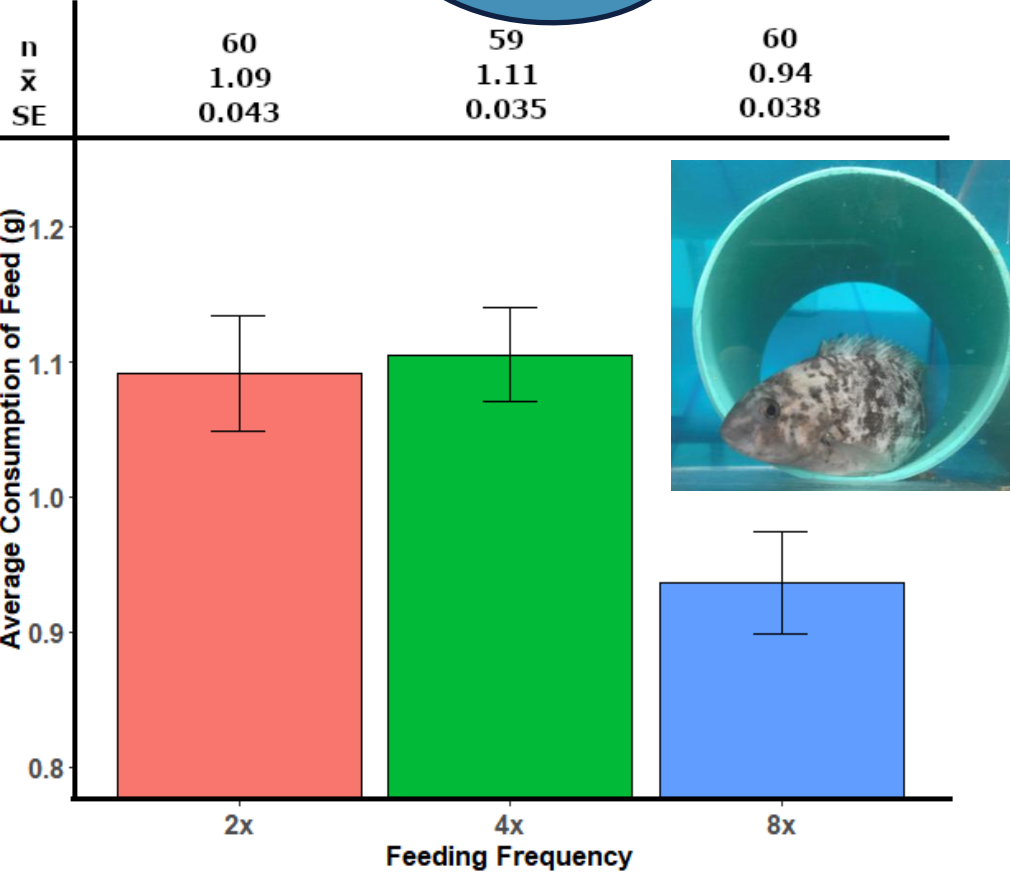 n 60 59 60
x̄ 1.09 1.11 0.94
SE 0.043 0.035 0.038
Average Consumption of Feed (g)
1.2
1.1
1.0
0.9
0.8
2x 4x 8x
Feeding Frequency